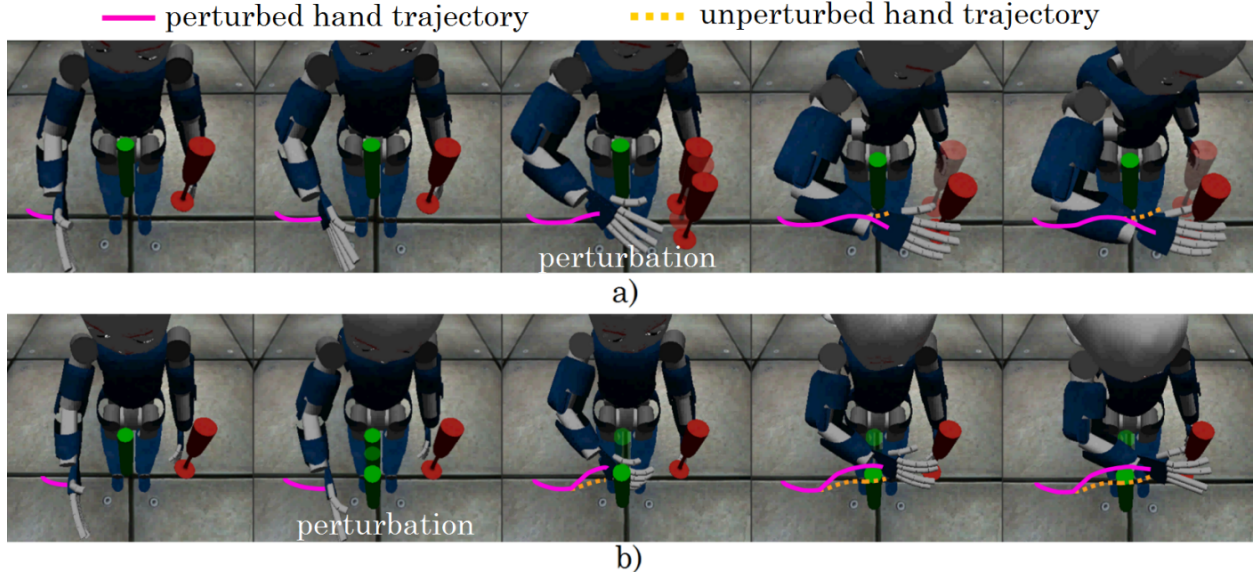 perturbed hand trajectory
unperturbed hand trajectory
perturbation
a)
perturbation
b)